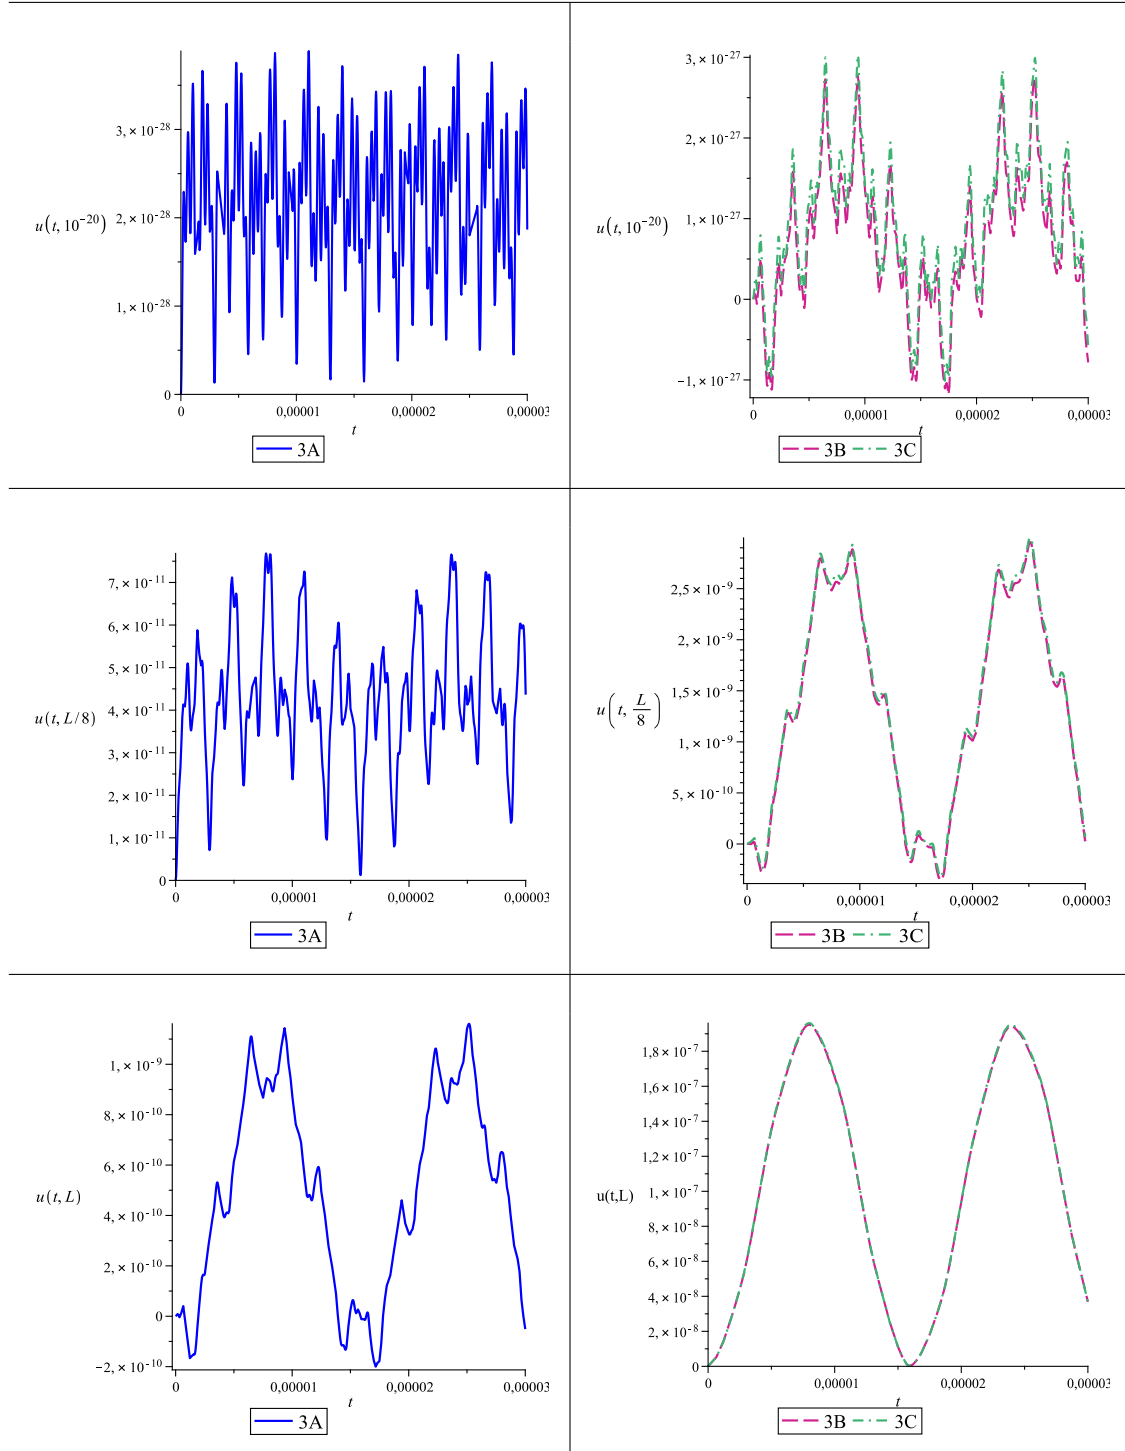 3, × 10⁻²⁸
2, × 10⁻²⁸
u(t, 10⁻²⁰)
1, × 10⁻²⁸
0
0 0,00001 0,00002 0,00003
t
3A
3, × 10⁻²⁷
2, × 10⁻²⁷
u(t, 10⁻²⁰)
1, × 10⁻²⁷
0
−1, × 10⁻²⁷
0 0,00001 0,00002 0,00003
t
3B 3C
7, × 10⁻¹¹
6, × 10⁻¹¹
5, × 10⁻¹¹
u(t, L/8)
4, × 10⁻¹¹
3, × 10⁻¹¹
2, × 10⁻¹¹
1, × 10⁻¹¹
0
0 0,00001 0,00002 0,00003
t
3A
2,5 × 10⁻⁹
2, × 10⁻⁹
1,5 × 10⁻⁹
u(t, L/8)
1, × 10⁻⁹
5, × 10⁻¹⁰
0
0 0,00001 0,00002 0,00003
t
3B 3C
1, × 10⁻⁹
8, × 10⁻¹⁰
6, × 10⁻¹⁰
u(t, L)
4, × 10⁻¹⁰
2, × 10⁻¹⁰
0
−2, × 10⁻¹⁰
0 0,00001 0,00002 0,00003
t
3A
1,8 × 10⁻⁷
1,6 × 10⁻⁷
1,4 × 10⁻⁷
1,2 × 10⁻⁷
u(t,L)
1, × 10⁻⁷
8, × 10⁻⁸
6, × 10⁻⁸
4, × 10⁻⁸
2, × 10⁻⁸
0
0 0,00001 0,00002 0,00003
t
3B 3C